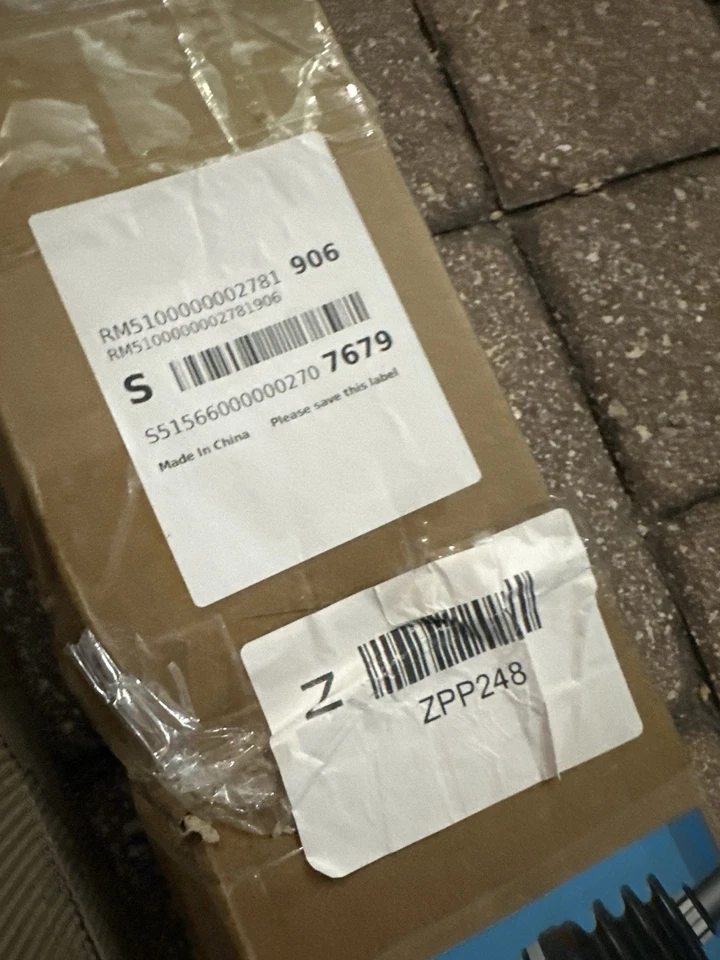 RM5100000002781 906
RM5100000002781906
S
S51566000000270 7679
Made In China Please save this label
Z
ZPP248